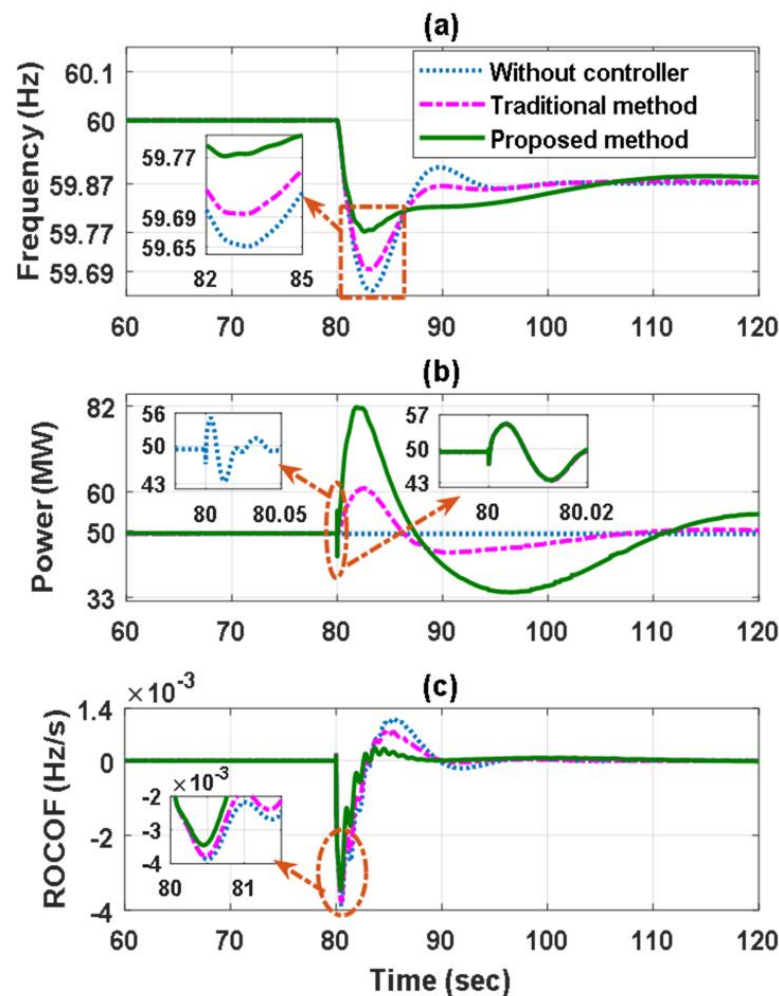 (a)
Frequency (Hz)
60.1
60
59.87
59.77
59.69
Without controller
Traditional method
Proposed method
59.77
59.69
59.65
82 85
60 70 80 90 100 110 120
(b)
Power (MW)
82
60
50
33
56
50
43
80 80.05
57
50
43
80 80.02
60 70 80 90 100 110 120
(c)
× 10-3
ROCOF (Hz/s)
1.4
0
-2
-4
× 10-3
-2
-3
-4
80 81
60 70 80 90 100 110 120
Time (sec)